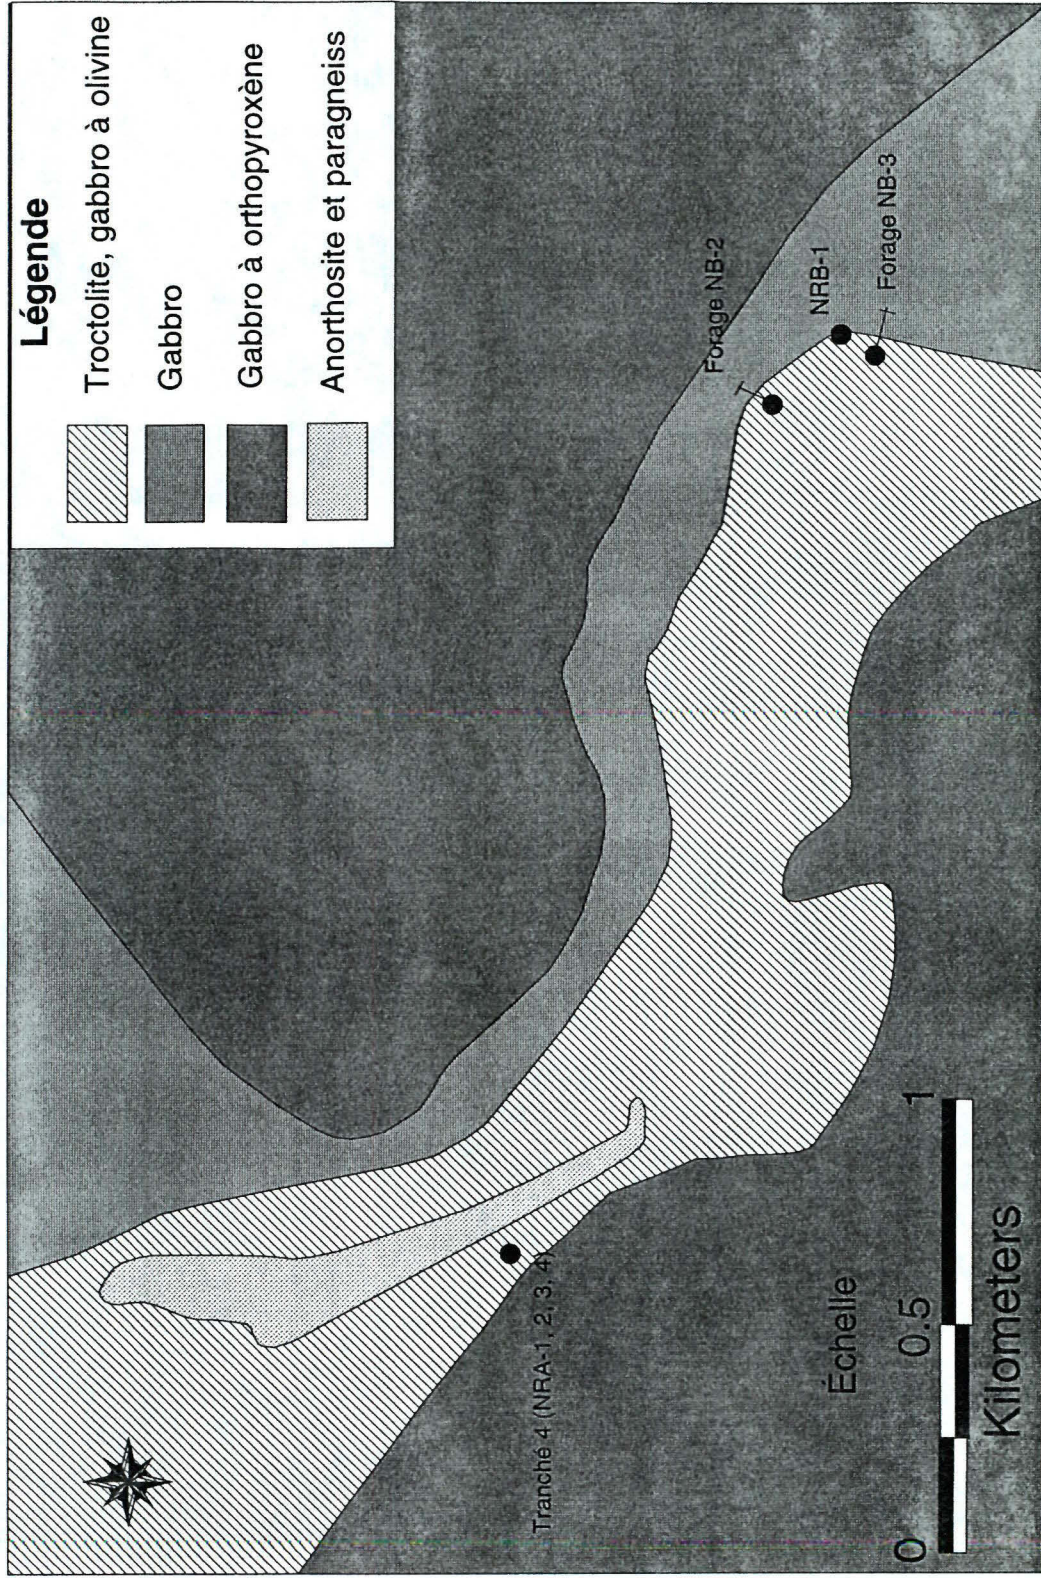 Légende
Troctolite, gabbro à olivine
Gabbro
Gabbro à orthopyroxène
Anorthosite et paragneiss
Forage NB-2
NRB-1
Forage NB-3
Tranché 4 (NRA-1, 2, 3, 4)
Échelle
0 0.5 1
Kilometers